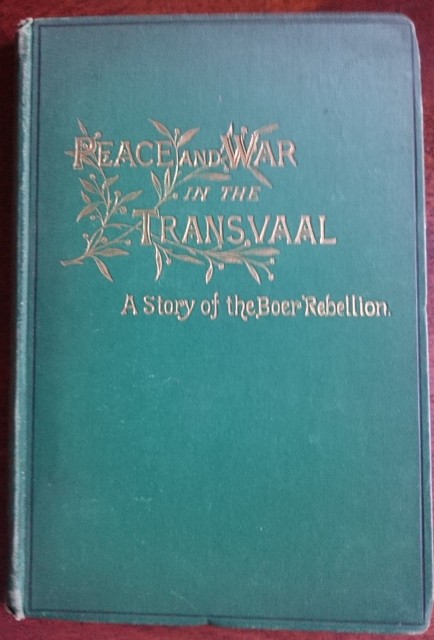 PEACE AND WAR
IN THE
TRANSVAAL
A Story of the Boer Rebellion.